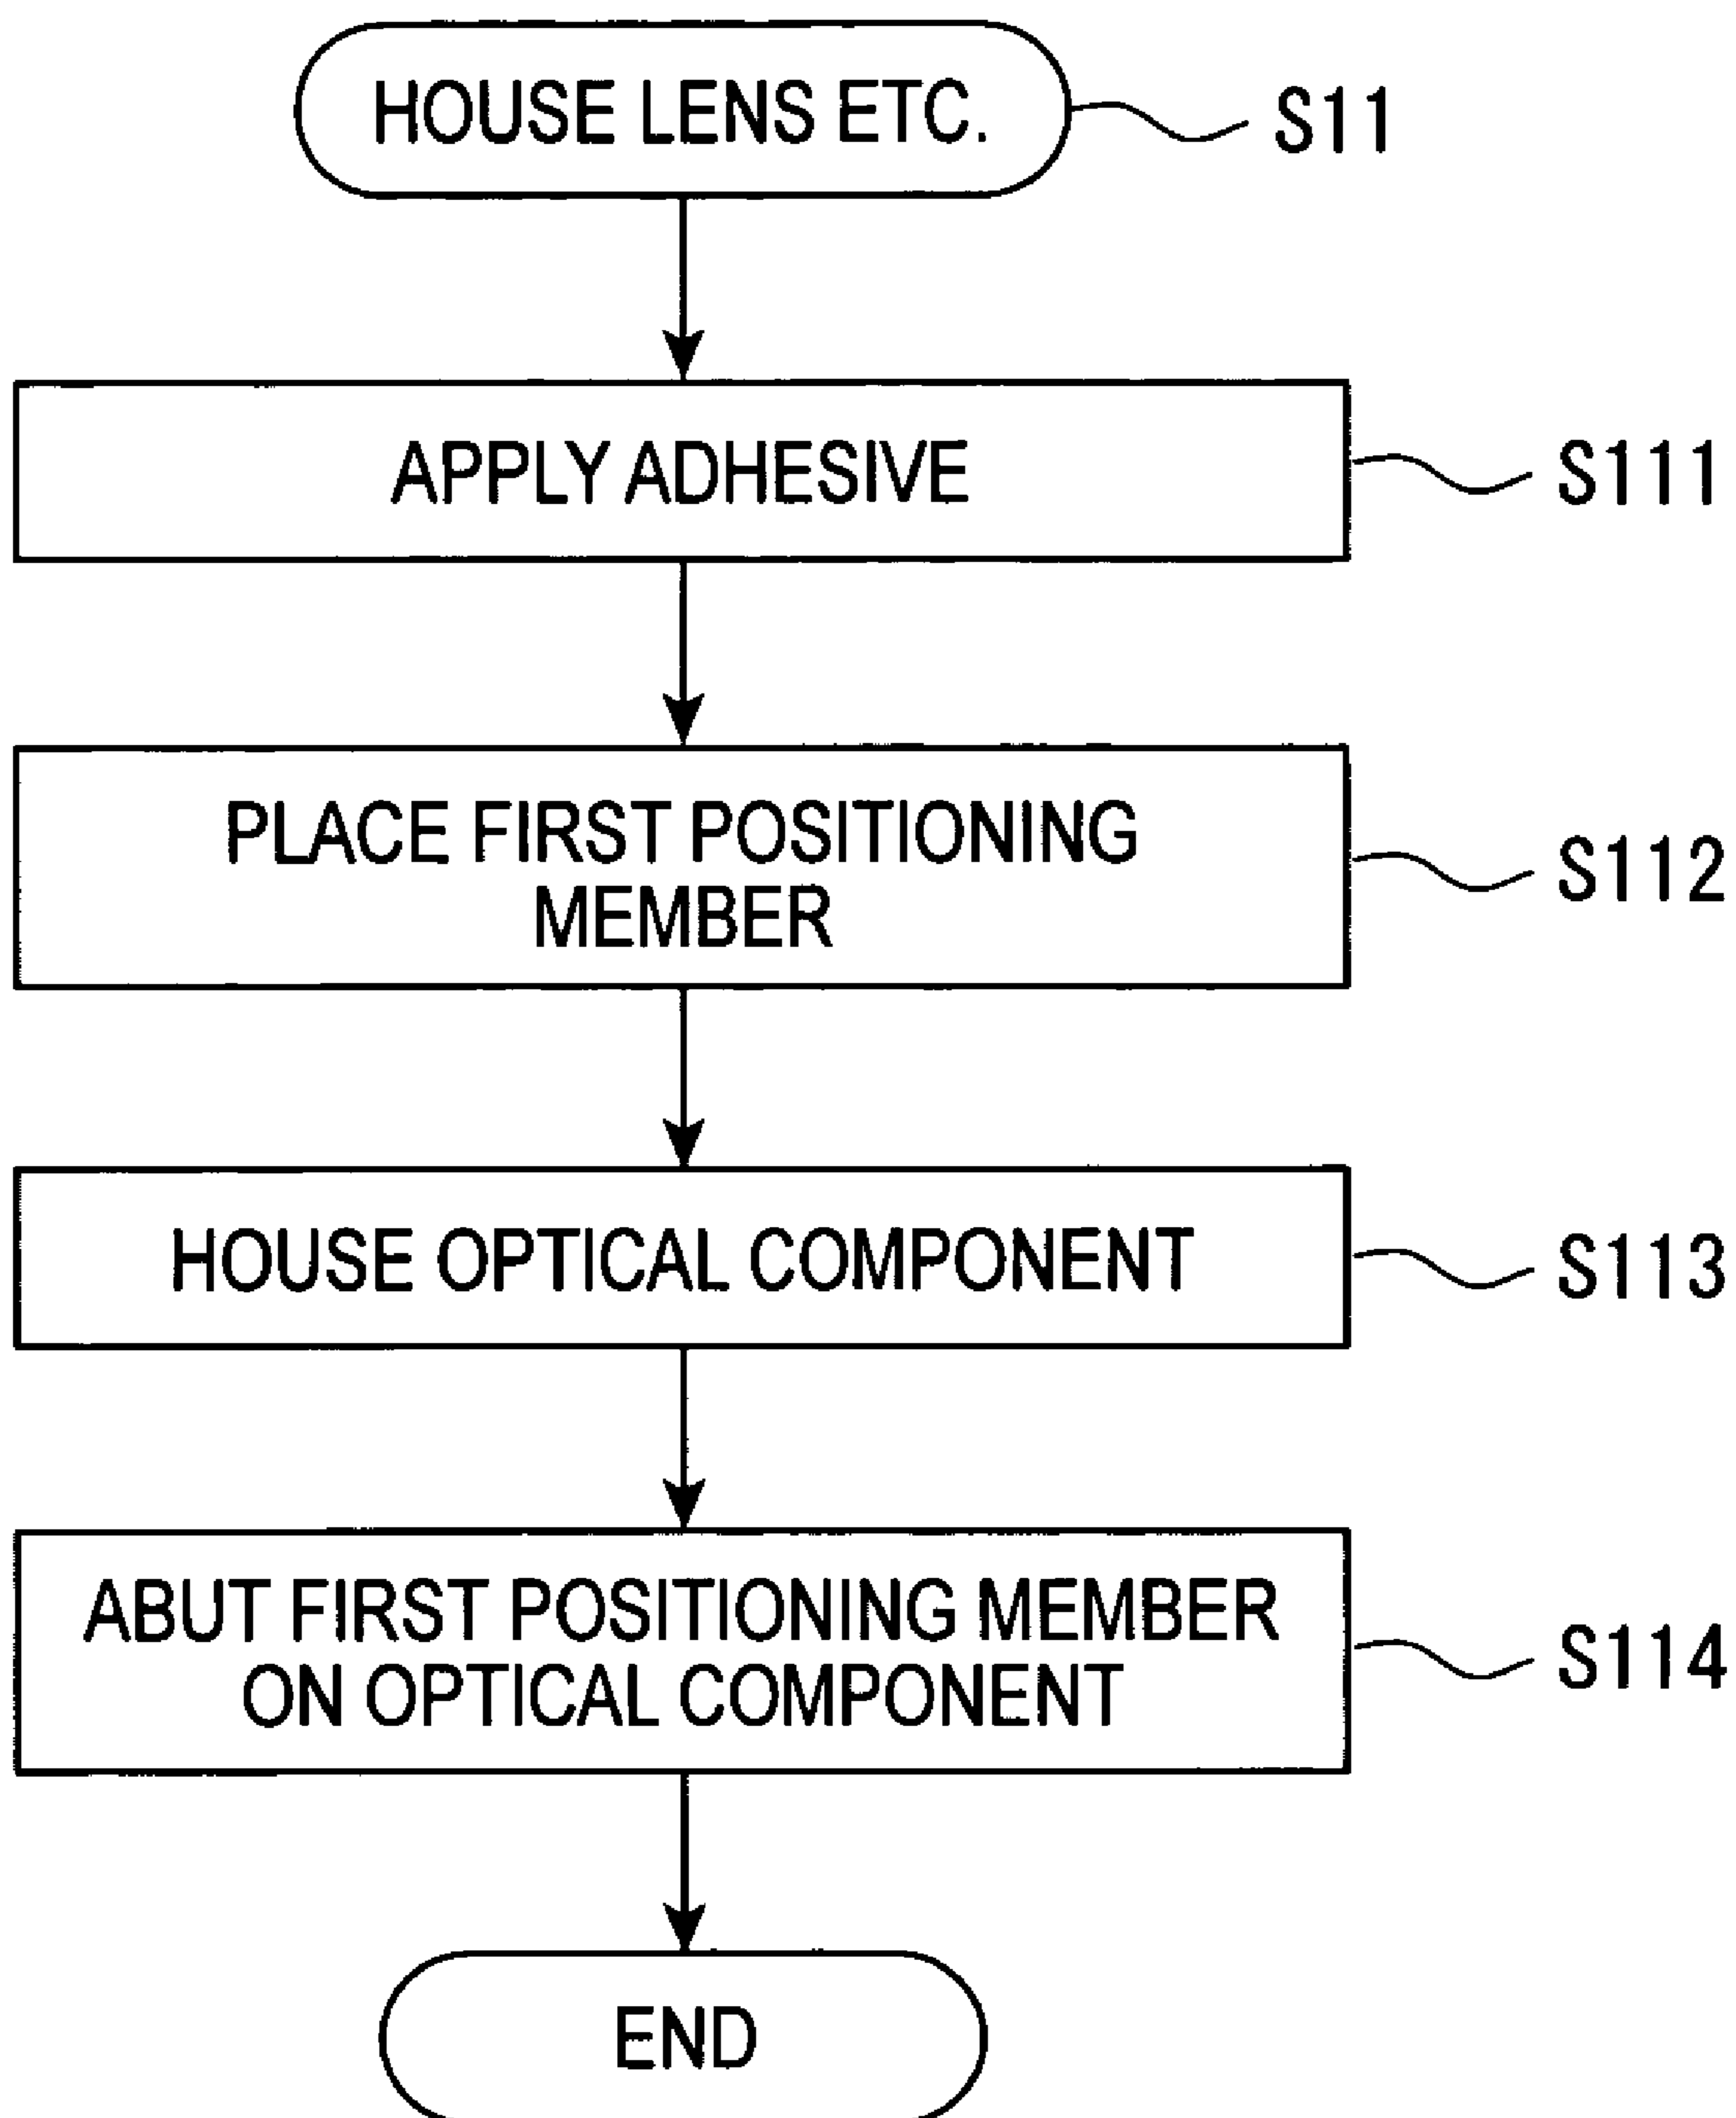 HOUSE LENS ETC.
S11
APPLY ADHESIVE
S111
PLACE FIRST POSITIONING
MEMBER
S112
HOUSE OPTICAL COMPONENT
S113
ABUT FIRST POSITIONING MEMBER
ON OPTICAL COMPONENT
S114
END